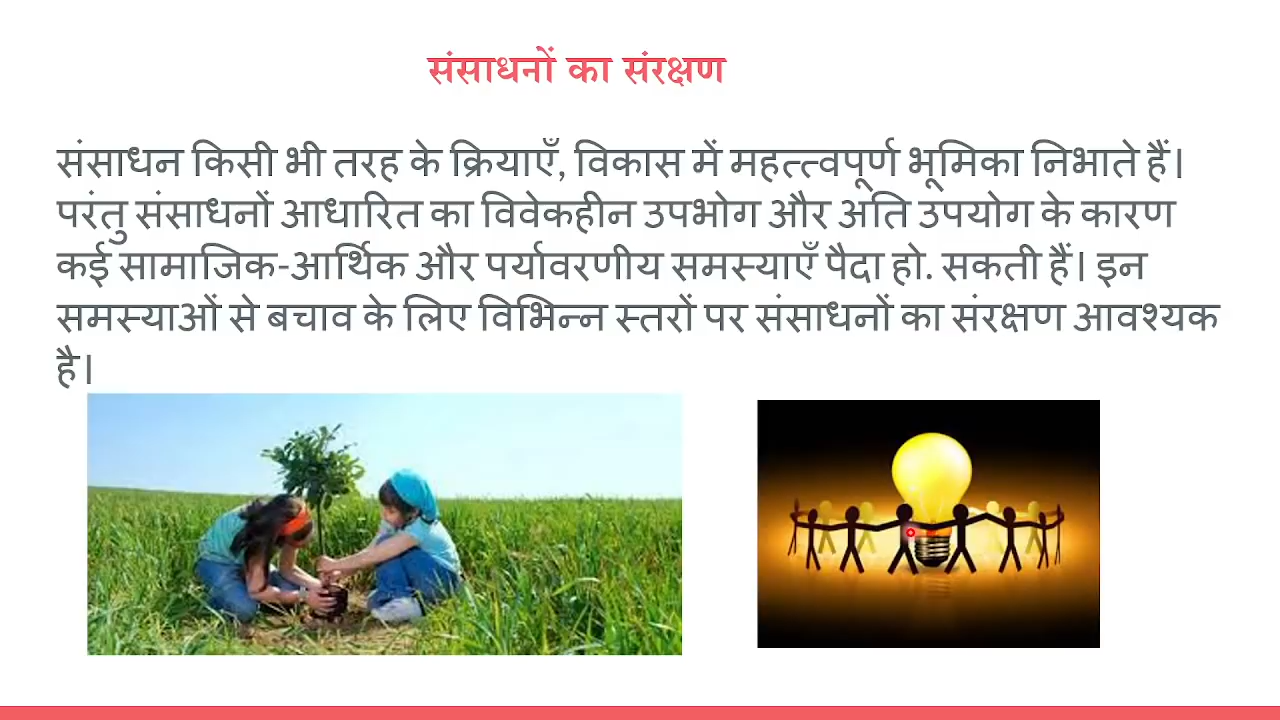 संसाधनों का संरक्षण
संसाधन किसी भी तरह के क्रियाएँ, विकास में महत्त्वपूर्ण भूमिका निभाते हैं।
परंतु संसाधनों आधारित का विवेकहीन उपभोग और अति उपयोग के कारण
कई सामाजिक-आर्थिक और पर्यावरणीय समस्याएँ पैदा हो. सकती हैं। इन
समस्याओं से बचाव के लिए विभिन्न स्तरों पर संसाधनों का संरक्षण आवश्यक
है।